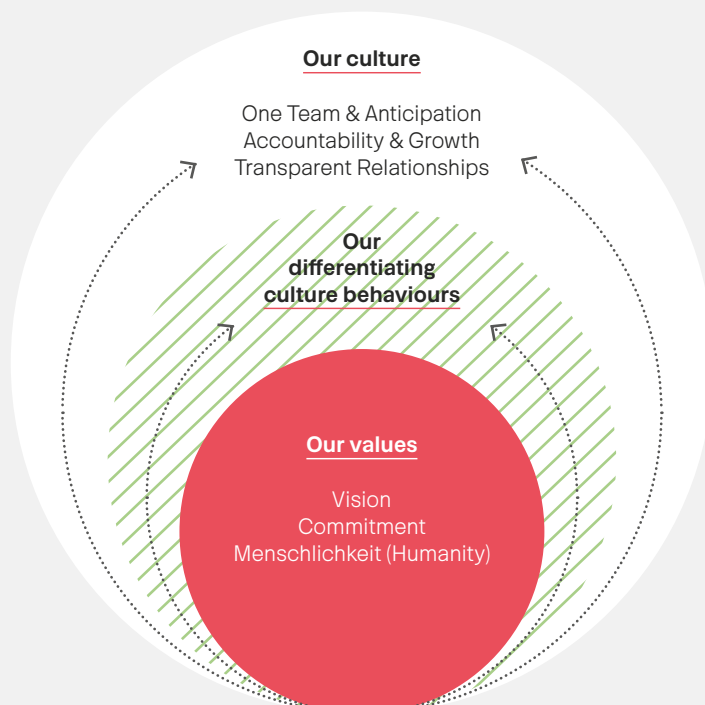 Our culture
One Team & Anticipation
Accountability & Growth
Transparent Relationships
Our
differentiating
culture behaviours
Our values
Vision
Commitment
Menschlichkeit (Humanity)